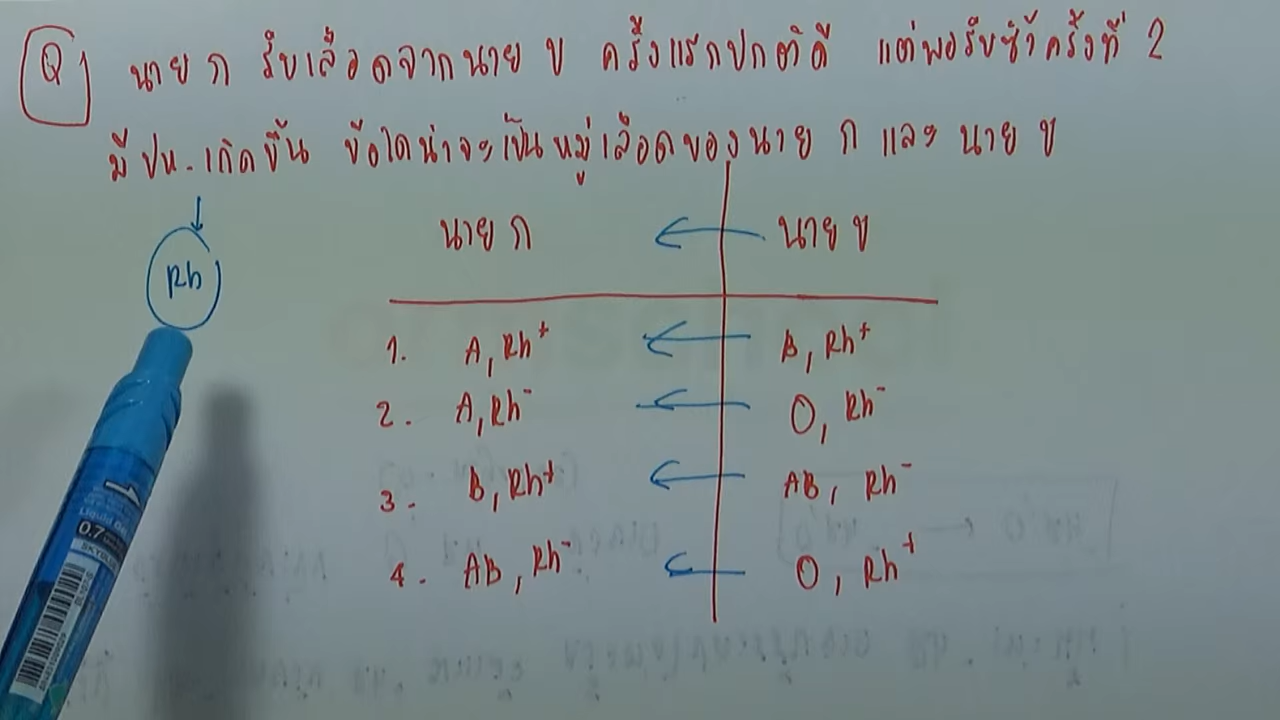 Q1 นาย ก รับเลือดจากนาย ข ครั้งแรกปกติดี แต่พอรับซ้ำครั้งที่ 2
มี ปห. เกิดขึ้น ข้อใดน่าจะเป็นหมู่เลือดของนาย ก และ นาย ข
Rh
นาย ก ← นาย ข
1. A, Rh⁺ ← B, Rh⁺
2. A, Rh⁻ ← O, Rh⁻
3. B, Rh⁺ ← AB, Rh⁻
4. AB, Rh⁻ ← O, Rh⁺
0.7